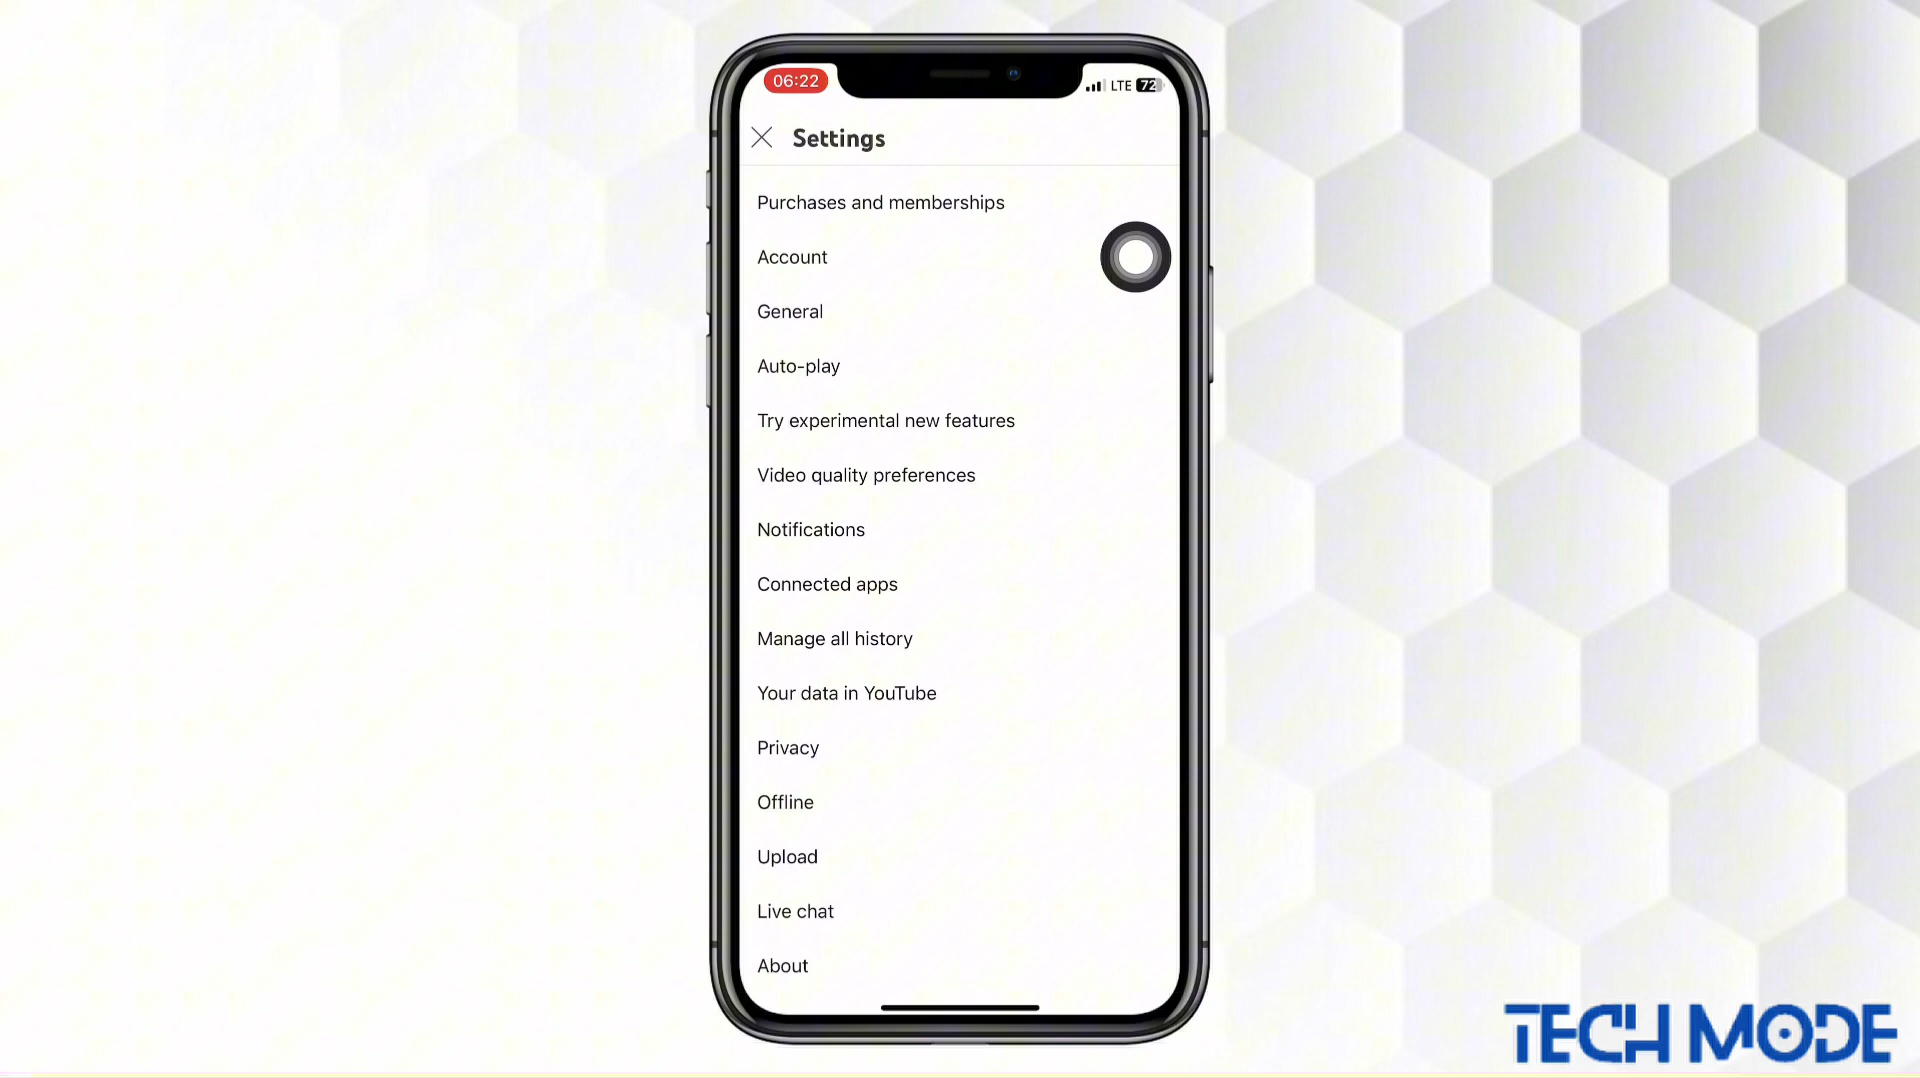 06:22
LTE 72
Settings
Purchases and memberships
Account
General
Auto-play
Try experimental new features
Video quality preferences
Notifications
Connected apps
Manage all history
Your data in YouTube
Privacy
Offline
Upload
Live chat
About
TECH MODE